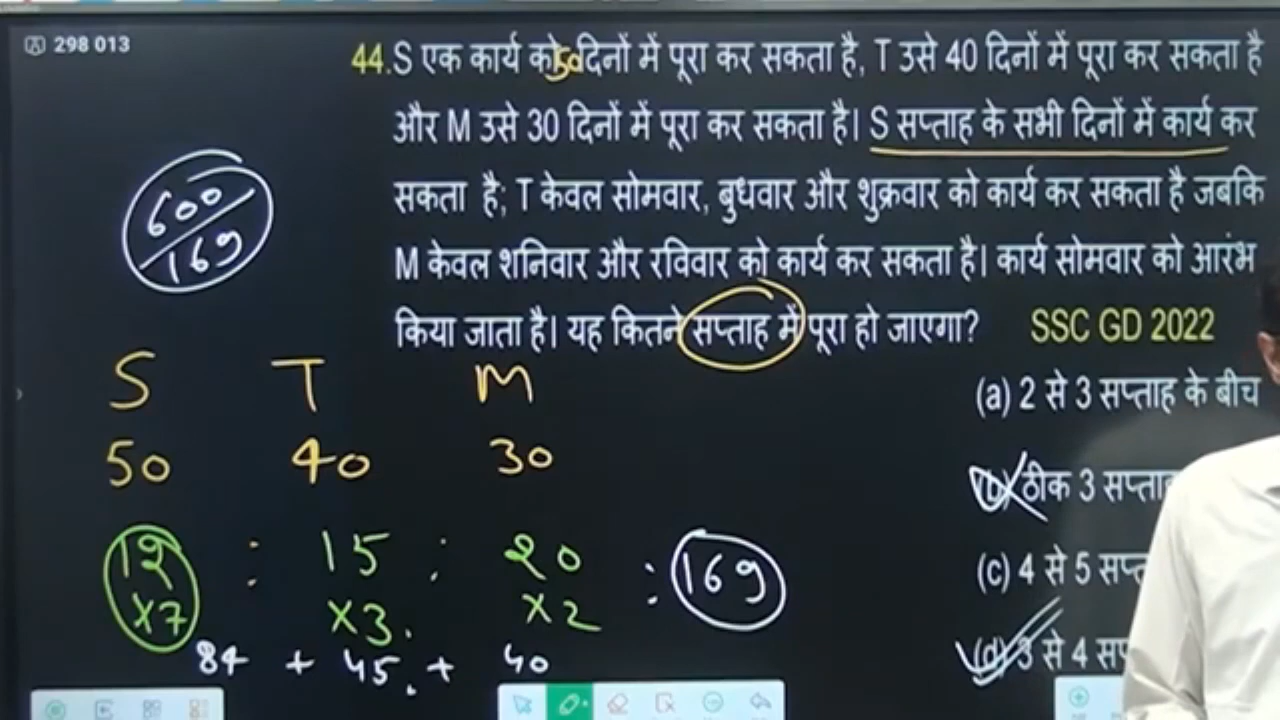 298 013
44.S एक कार्य को 50 दिनों में पूरा कर सकता है, T उसे 40 दिनों में पूरा कर सकता है
और M उसे 30 दिनों में पूरा कर सकता है। S सप्ताह के सभी दिनों में कार्य कर
सकता है; T केवल सोमवार, बुधवार और शुक्रवार को कार्य कर सकता है जबकि
M केवल शनिवार और रविवार को कार्य कर सकता है। कार्य सोमवार को आरंभ
किया जाता है। यह कितने सप्ताह में पूरा हो जाएगा? SSC GD 2022
600/169
(a) 2 से 3 सप्ताह के बीच
(b) ठीक 3
(c) 4 से 5
(d) 3 से 4
S T M
50 40 30
12 : 15 : 20 : 169
x7 x3. x2
84 + 45. + 40